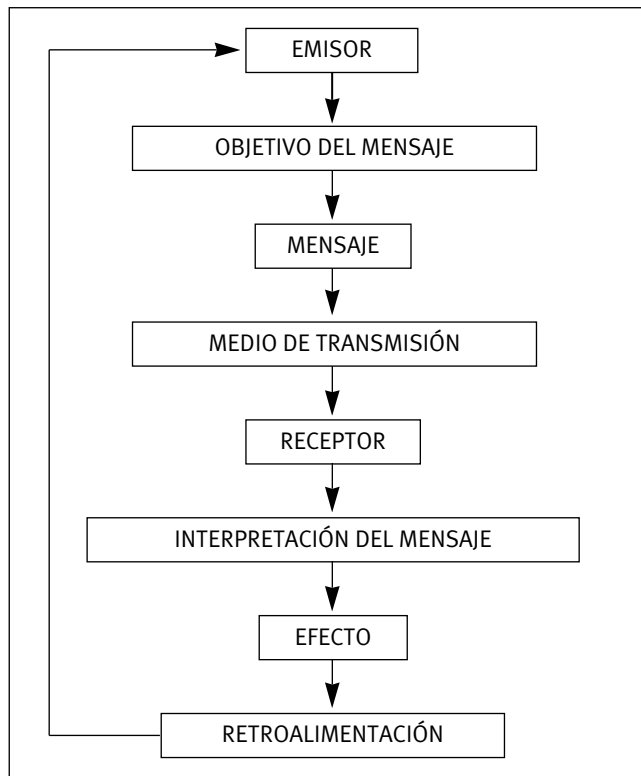 EMISOR
OBJETIVO DEL MENSAJE
MENSAJE
MEDIO DE TRANSMISIÓN
RECEPTOR
INTERPRETACIÓN DEL MENSAJE
EFECTO
RETROALIMENTACIÓN